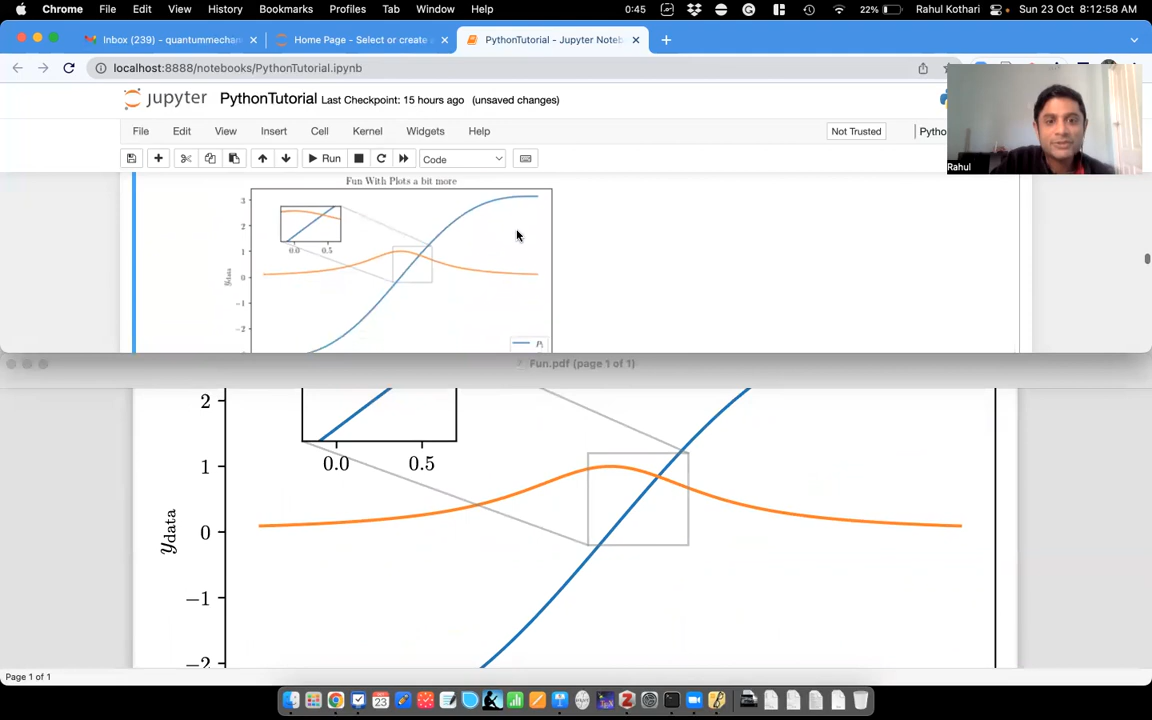 Chrome File Edit View History Bookmarks Profiles Tab Window Help 0:45 22% Rahul Kothari Sun 23 Oct 8:12:58 AM
Inbox (239) - quantummechan Home Page - Select or create PythonTutorial - Jupyter Noteb
localhost:8888/notebooks/PythonTutorial.ipynb
jupyter PythonTutorial Last Checkpoint: 15 hours ago (unsaved changes)
File Edit View Insert Cell Kernel Widgets Help Not Trusted Pytho
Run Code
Rahul
Fun With Plots a bit more
3
2
1
0
−1
−2
ydata
0.0 0.5
Fun.pdf (page 1 of 1)
2
1
0
−1
−2
ydata
0.0 0.5
Page 1 of 1
23